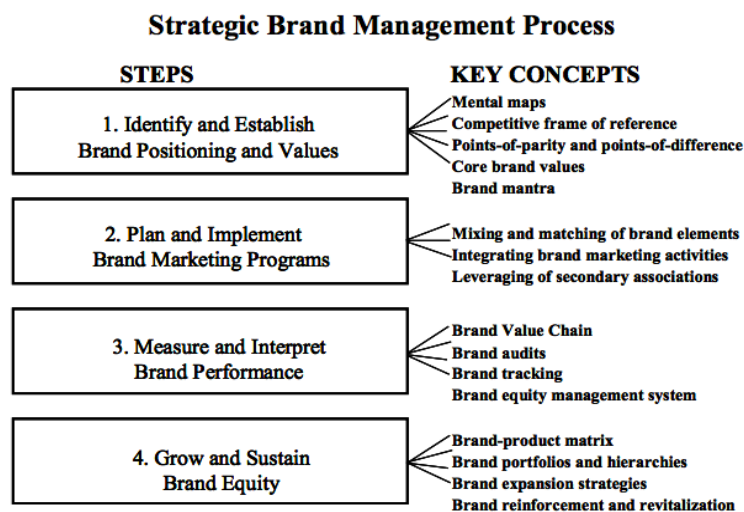 Strategic Brand Management Process
STEPS
KEY CONCEPTS
1. Identify and Establish
Brand Positioning and Values
Mental maps
Competitive frame of reference
Points-of-parity and points-of-difference
Core brand values
Brand mantra
2. Plan and Implement
Brand Marketing Programs
Mixing and matching of brand elements
Integrating brand marketing activities
Leveraging of secondary associations
3. Measure and Interpret
Brand Performance
Brand Value Chain
Brand audits
Brand tracking
Brand equity management system
4. Grow and Sustain
Brand Equity
Brand-product matrix
Brand portfolios and hierarchies
Brand expansion strategies
Brand reinforcement and revitalization